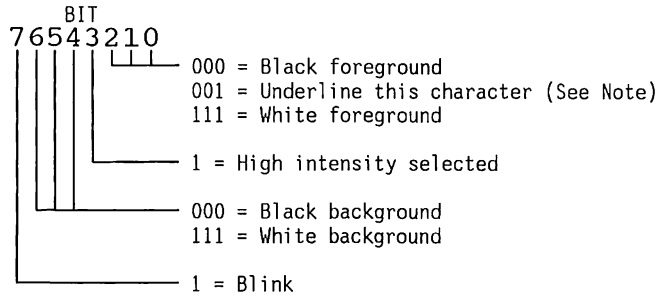 BIT
76543210
000 = Black foreground
001 = Underline this character (See Note)
111 = White foreground
1 = High intensity selected
000 = Black background
111 = White background
1 = Blink